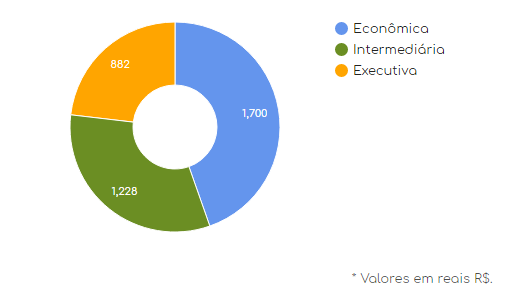 Econômica
Intermediária
Executiva
882
1,700
1,228
* Valores em reais R$.